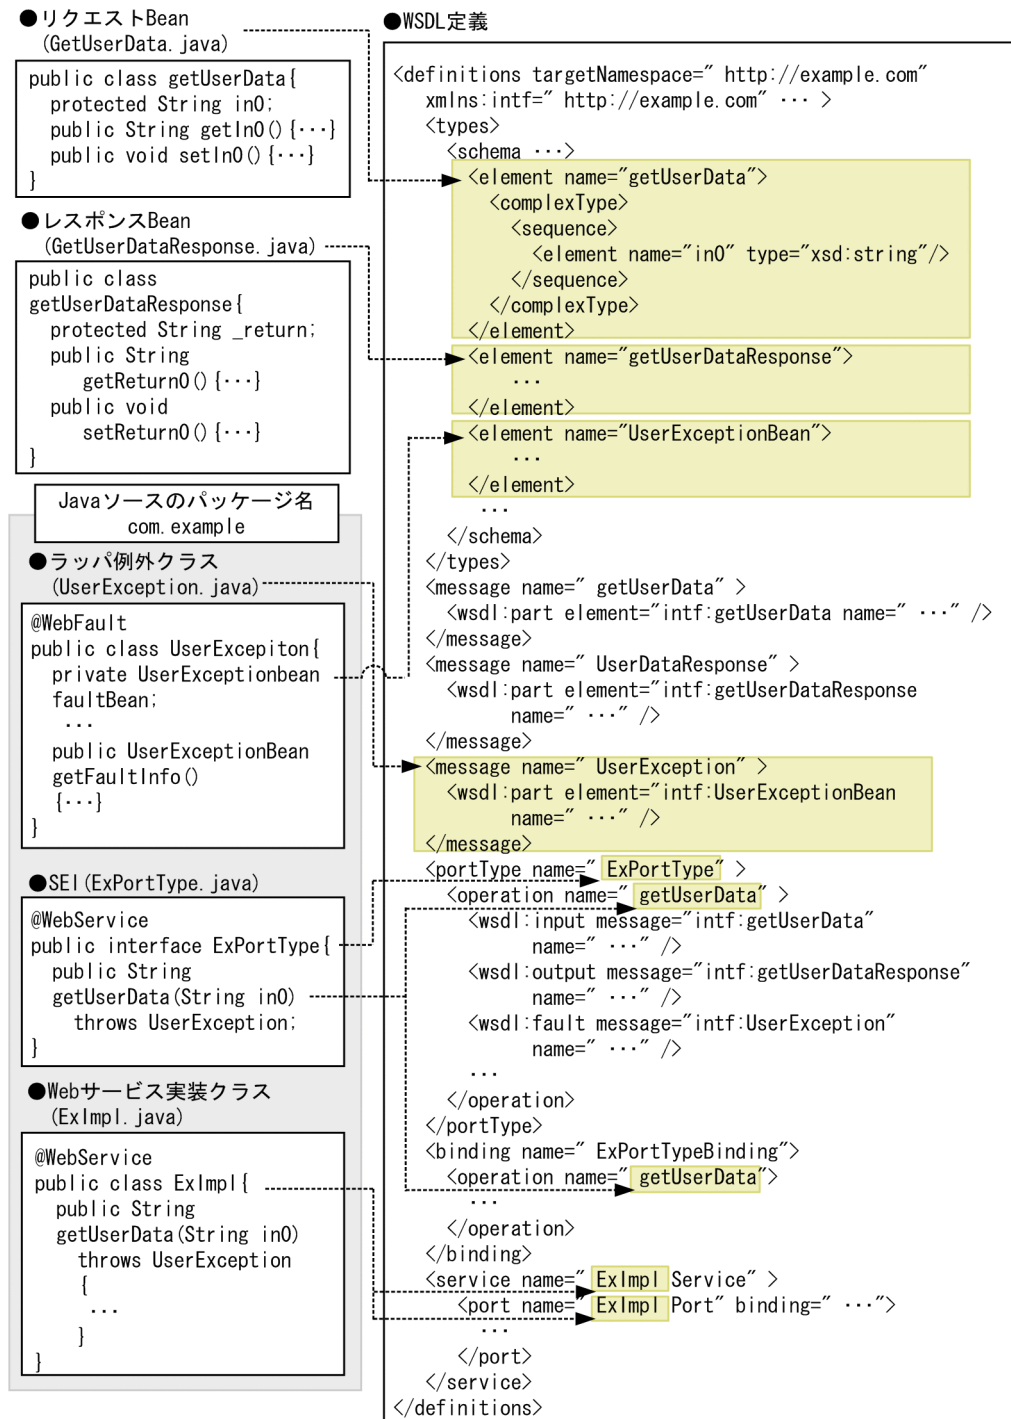 ●リクエストBean
(GetUserData.java)
public class getUserData{
protected String in0;
public String getIn0(){･･･}
public void setIn0(){･･･}
}
●レスポンスBean
(GetUserDataResponse.java)
public class
getUserDataResponse{
protected String _return;
public String
getReturn0(){･･･}
public void
setReturn0(){･･･}
}
Javaソースのパッケージ名
com.example
●ラッパ例外クラス
(UserException.java)
@WebFault
public class UserExcepiton{
private UserExceptionbean
faultBean;
･･･
public UserExceptionBean
getFaultInfo()
{･･･}
}
●SEI(ExPortType.java)
@WebService
public interface ExPortType{
public String
getUserData(String in0)
throws UserException;
}
●Webサービス実装クラス
(ExImpl.java)
@WebService
public class ExImpl{
public String
getUserData(String in0)
throws UserException
{
･･･
}
}
●WSDL定義
<definitions targetNamespace=" http://example.com"
xmlns:intf=" http://example.com" ･･･ >
<types>
<schema ･･･>
<element name="getUserData">
<complexType>
<sequence>
<element name="in0" type="xsd:string"/>
</sequence>
</complexType>
</element>
<element name="getUserDataResponse">
･･･
</element>
<element name="UserExceptionBean">
･･･
</element>
･･･
</schema>
</types>
<message name=" getUserData" >
<wsdl:part element="intf:getUserData name=" ･･･" />
</message>
<message name=" UserDataResponse" >
<wsdl:part element="intf:getUserDataResponse
name=" ･･･" />
</message>
<message name=" UserException" >
<wsdl:part element="intf:UserExceptionBean
name=" ･･･" />
</message>
<portType name=" ExPortType" >
<operation name=" getUserData" >
<wsdl:input message="intf:getUserData"
name=" ･･･" />
<wsdl:output message="intf:getUserDataResponse"
name=" ･･･" />
<wsdl:fault message="intf:UserException"
name=" ･･･" />
･･･
</operation>
</portType>
<binding name=" ExPortTypeBinding">
<operation name=" getUserData">
･･･
</operation>
</binding>
<service name=" ExImpl Service" >
<port name=" ExImpl Port" binding=" ･･･">
･･･
</port>
</service>
</definitions>